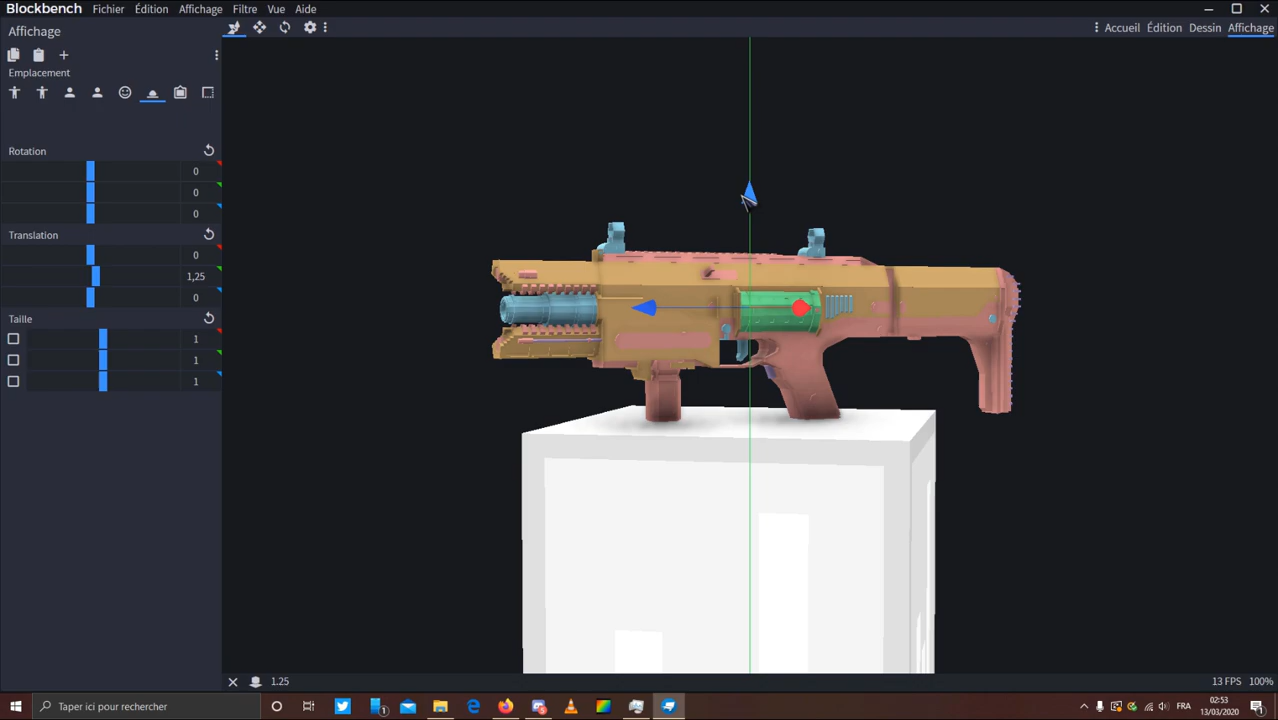 Blockbench Fichier Édition Affichage Filtre Vue Aide
Affichage
Accueil Édition Dessin Affichage
Emplacement
Rotation
0
0
0
Translation
0
1,25
0
Taille
1
1
1
1.25
13 FPS 100%
Taper ici pour rechercher
1
FRA
02:53
13/03/2020
1